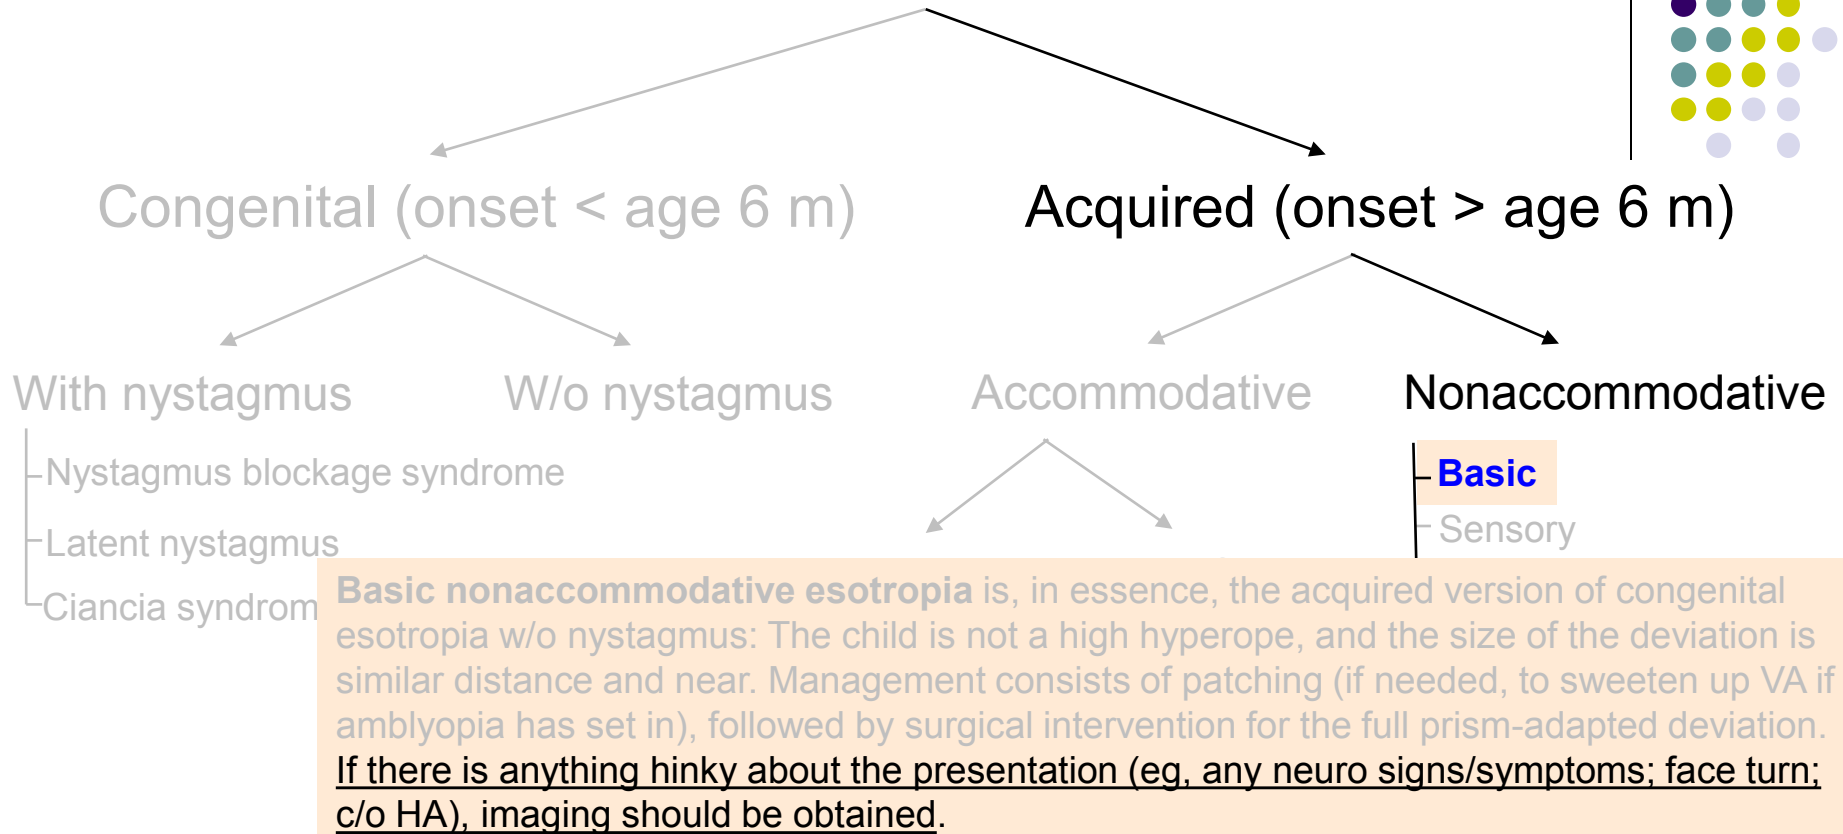 Congenital (onset < age 6 m)
Acquired (onset > age 6 m)
With nystagmus
W/o nystagmus
Accommodative
Nonaccommodative
Nystagmus blockage syndrome
Latent nystagmus
Ciancia syndrom
Basic
Sensory
Basic nonaccommodative esotropia is, in essence, the acquired version of congenital
esotropia w/o nystagmus: The child is not a high hyperope, and the size of the deviation is
similar distance and near. Management consists of patching (if needed, to sweeten up VA if
amblyopia has set in), followed by surgical intervention for the full prism-adapted deviation.
If there is anything hinky about the presentation (eg, any neuro signs/symptoms; face turn;
c/o HA), imaging should be obtained.